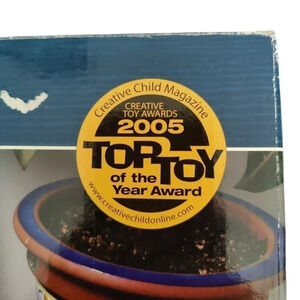 Creative Child Magazine
CREATIVE
TOY AWARDS
2005
TOP TOY
of the
Year Award
www.creativechildonline.com